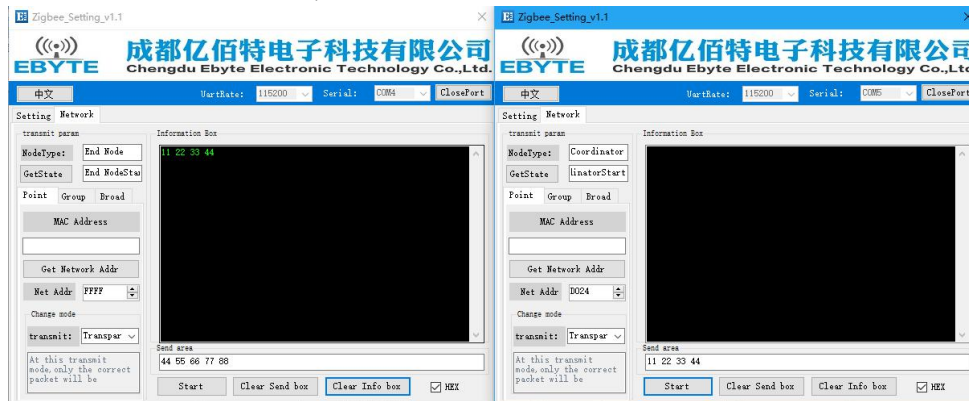 Zigbee_Setting_v1.1
EBYTE
成都亿佰特电子科技有限公司
Chengdu Ebyte Electronic Technology Co.,Ltd.
中文
UartRate: 115200 Serial: COM4 ClosePort
Setting Network
transmit param
NodeType: End Node
GetState End NodeStar
Point Group Broad
MAC Address
Get Network Addr
Net Addr FFFF
Change mode
transmit: Transpar
At this transmit
mode,only the correct
packet will be
Information Box
11 22 33 44
Send area
44 55 66 77 88
Start Clear Send box Clear Info box HEX
Zigbee_Setting_v1.1
EBYTE
成都亿佰特电子科技有限公司
Chengdu Ebyte Electronic Technology Co.,Ltd
中文
UartRate: 115200 Serial: COM5 ClosePort
Setting Network
transmit param
NodeType: Coordinator
GetState linatorStart
Point Group Broad
MAC Address
Get Network Addr
Net Addr D024
Change mode
transmit: Transpar
At this transmit
mode,only the correct
packet will be
Information Box
Send area
11 22 33 44
Start Clear Send box Clear Info box HEX